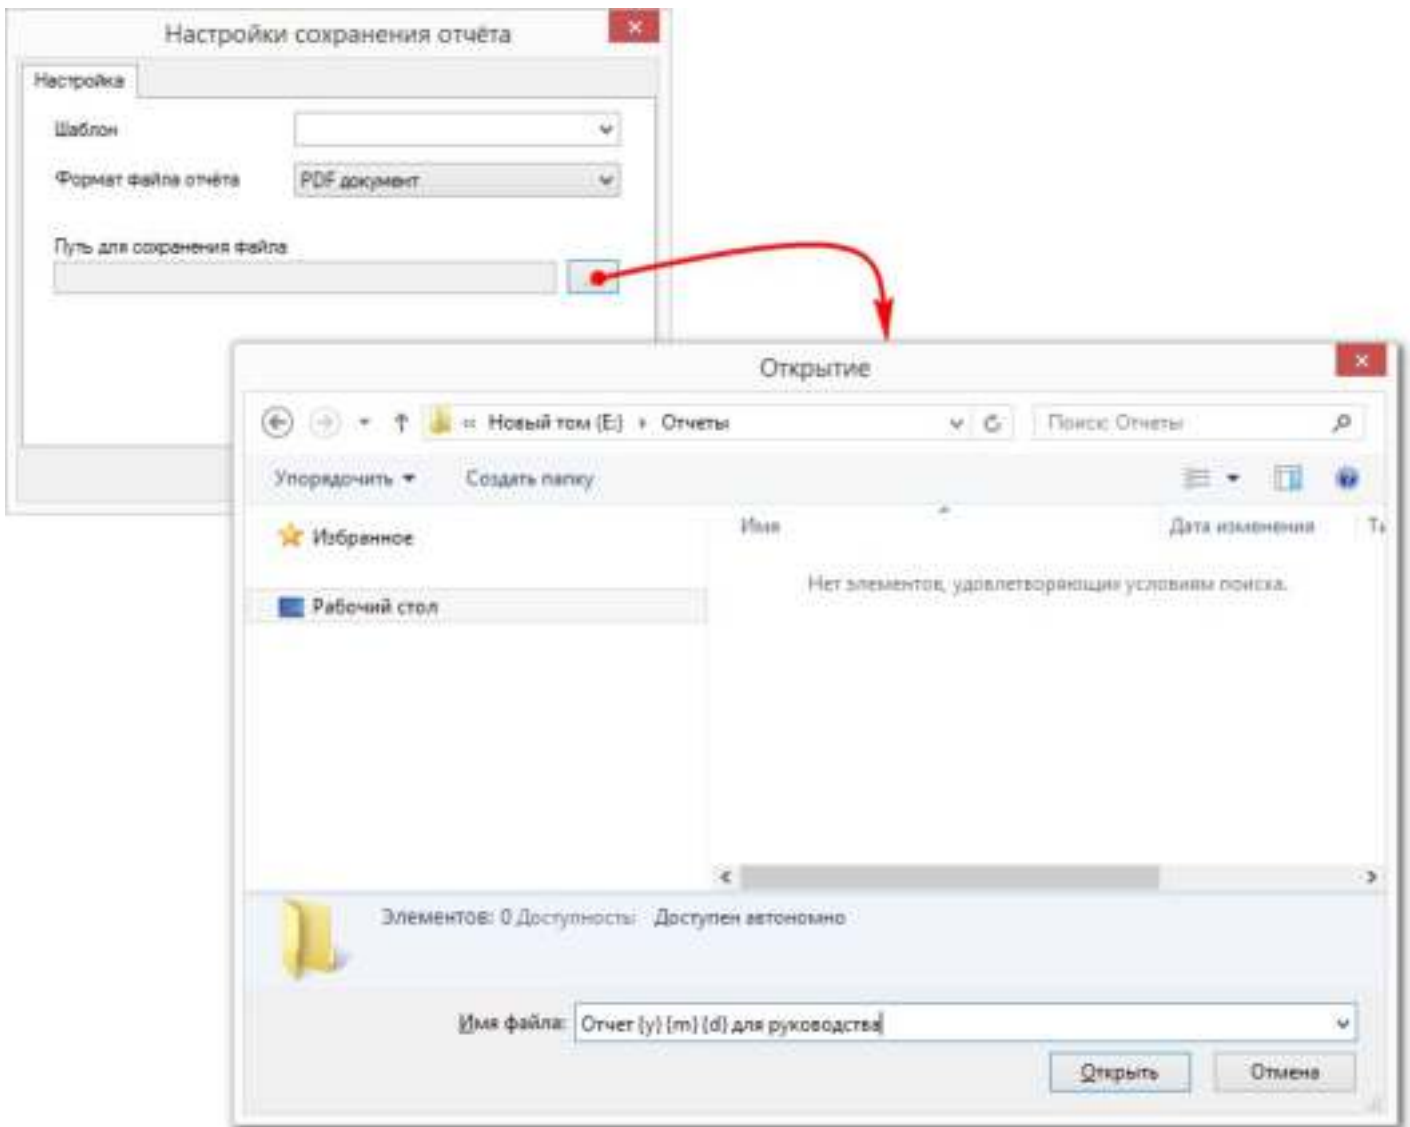 Настройки сохранения отчёта
Настройка
Шаблон
Формат файла отчёта PDF документ
Путь для сохранения файла
Открытие
« Новый том (E:) Отчеты Поиск: Отчеты
Упорядочить Создать папку
Имя Дата изменения
Избранное
Нет элементов, удовлетворяющих условиям поиска.
Рабочий стол
Элементов: 0 Доступность: Доступен автономно
Имя файла: Отчет {y} {m} {d} для руководства
Открыть Отмена